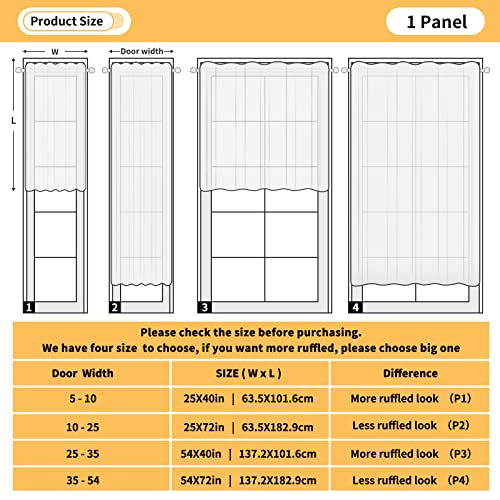 Product Size
1 Panel
W
Door width
L
1
2
3
4
Please check the size before purchasing.
We have four size to choose, if you want more ruffled, please choose big one
Door Width SIZE ( W x L ) Difference
5 - 10 25X40in | 63.5X101.6cm More ruffled look (P1)
10 - 25 25X72in | 63.5X182.9cm Less ruffled look (P2)
25 - 35 54X40in | 137.2X101.6cm More ruffled look (P3)
35 - 54 54X72in | 137.2X182.9cm Less ruffled look (P4)